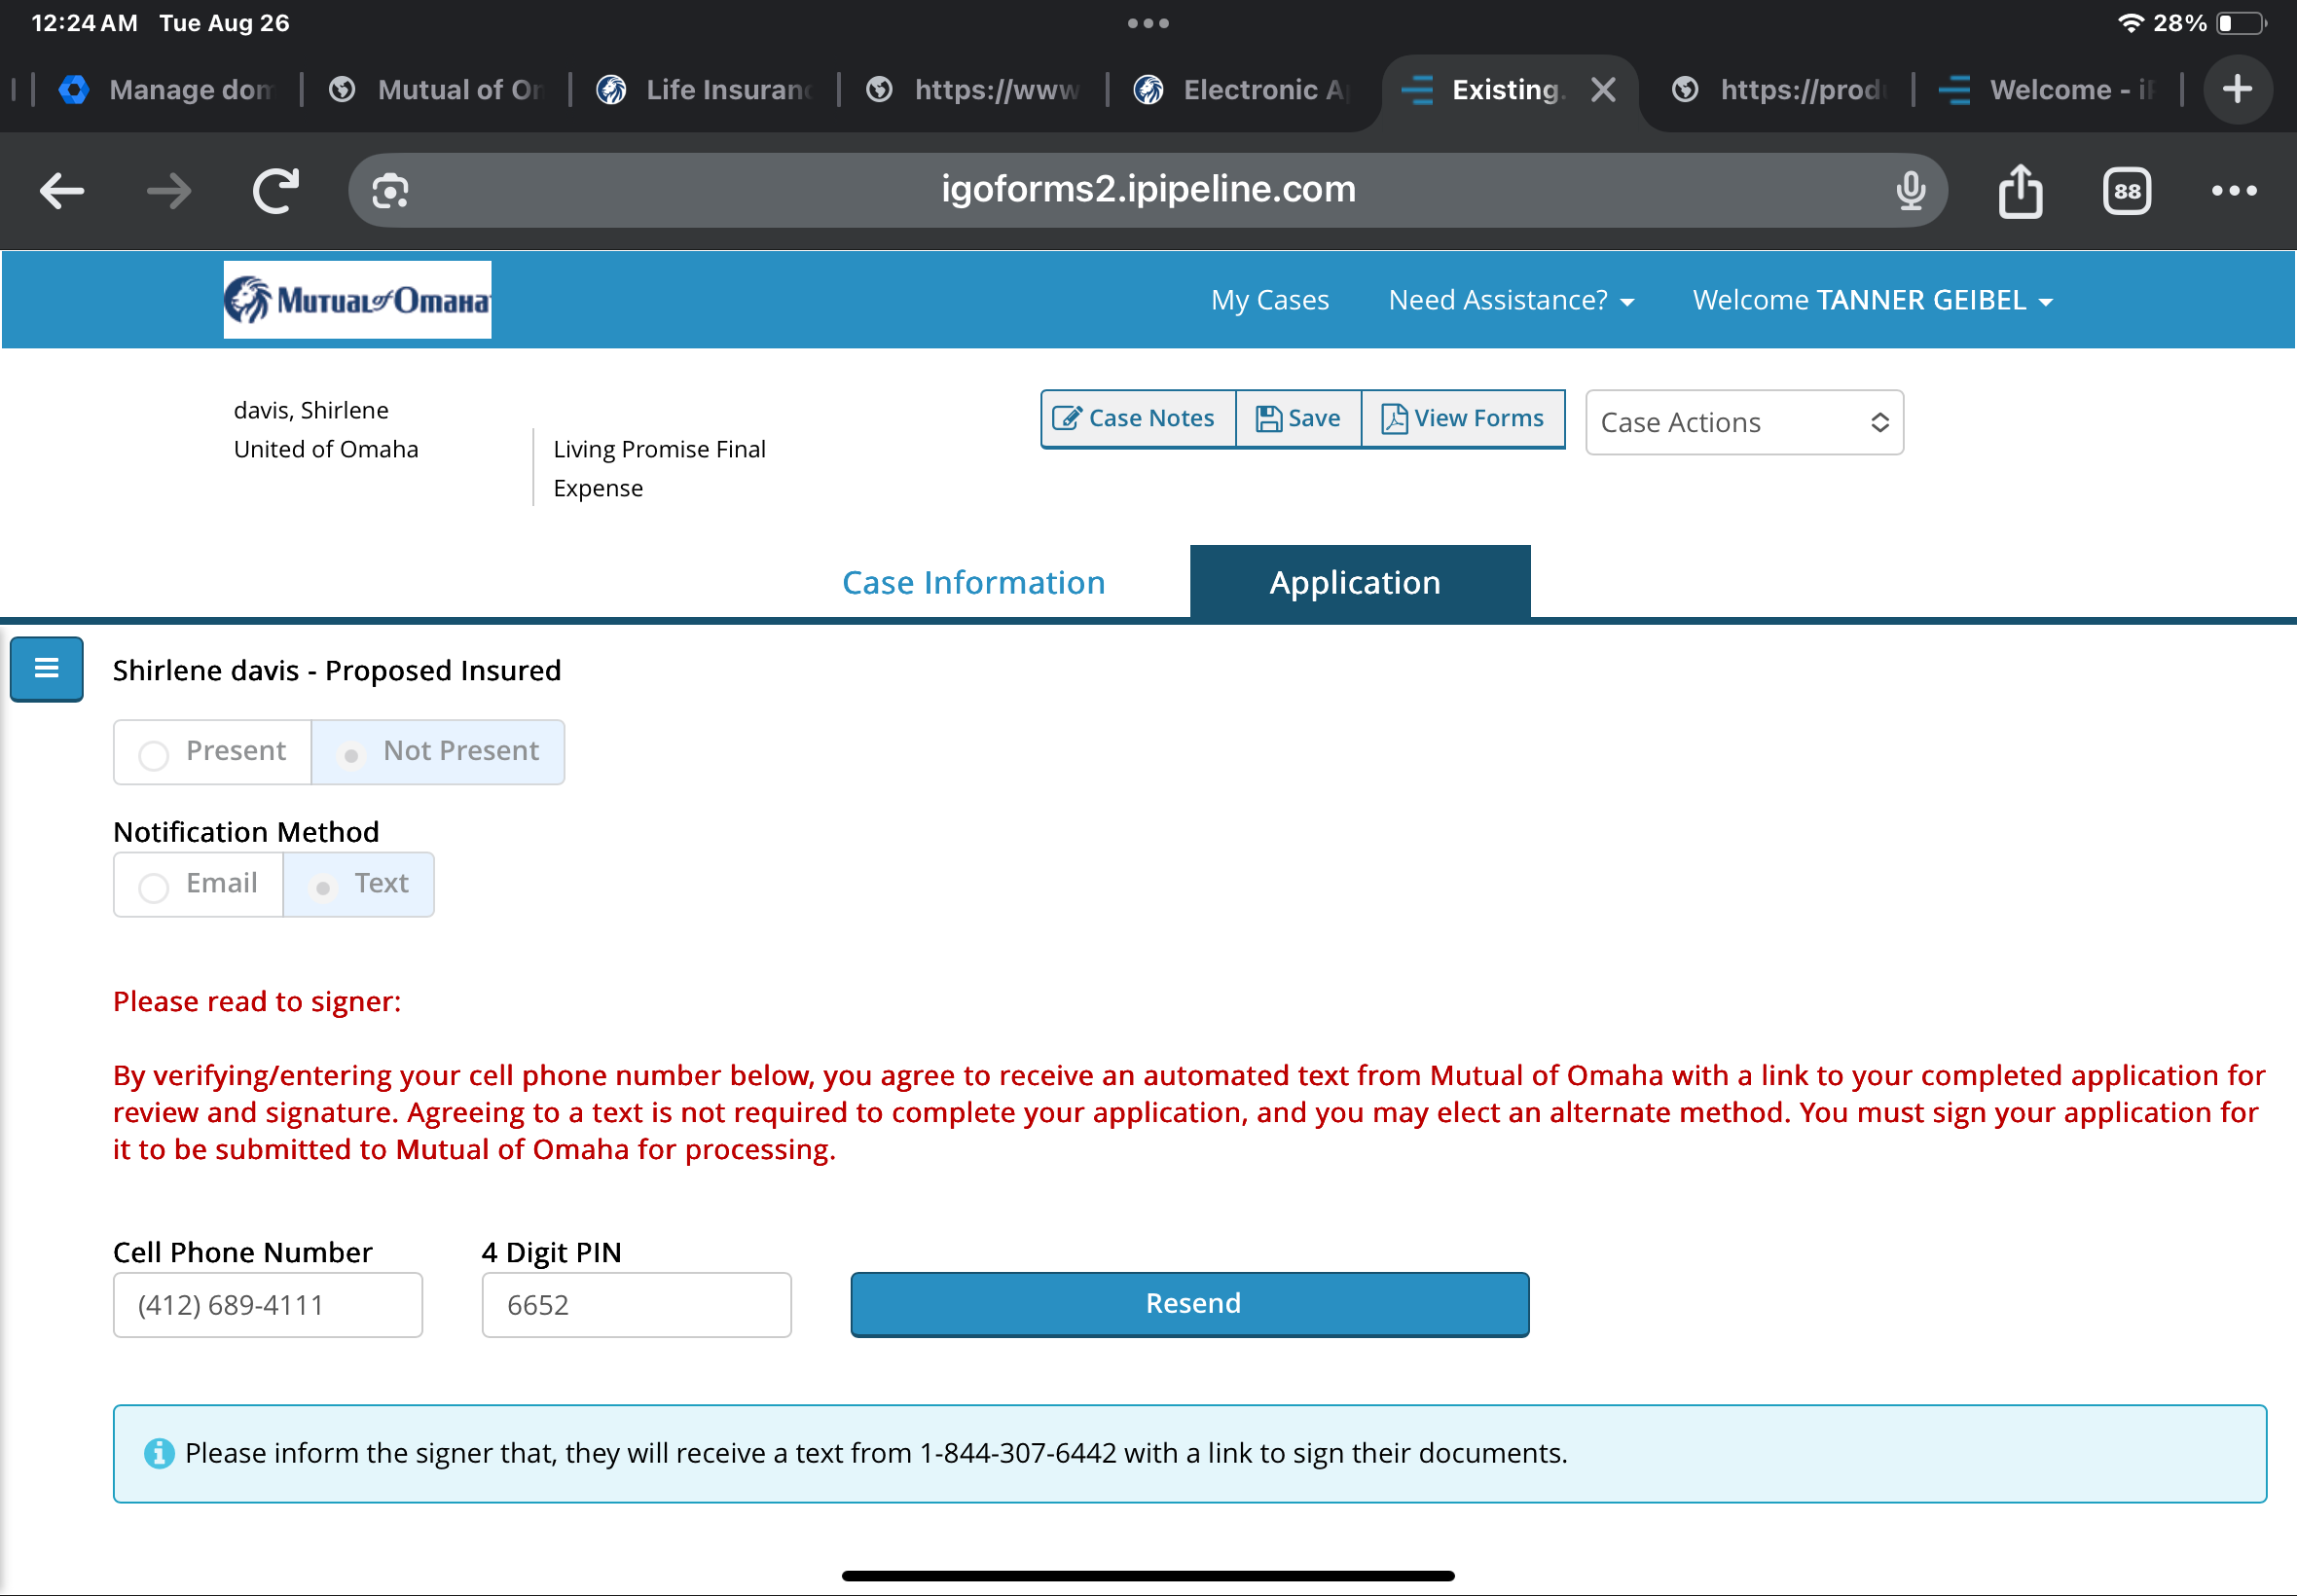 12:24 AM Tue Aug 26
28%
Manage dom
Mutual of
Life Insuranc
https://www
Electronic
Existing.
https://prod
Welcome -
igoforms2.ipipeline.com
88
Mutual of Omaha
My Cases
Need Assistance?
Welcome TANNER GEIBEL
davis, Shirlene
United of Omaha
Living Promise Final
Expense
Case Notes
Save
View Forms
Case Actions
Case Information
Application
Shirlene davis - Proposed Insured
Present
Not Present
Notification Method
Email
Text
Please read to signer:
By verifying/entering your cell phone number below, you agree to receive an automated text from Mutual of Omaha with a link to your completed application for
review and signature. Agreeing to a text is not required to complete your application, and you may elect an alternate method. You must sign your application for
it to be submitted to Mutual of Omaha for processing.
Cell Phone Number
4 Digit PIN
(412) 689-4111
6652
Resend
Please inform the signer that, they will receive a text from 1-844-307-6442 with a link to sign their documents.